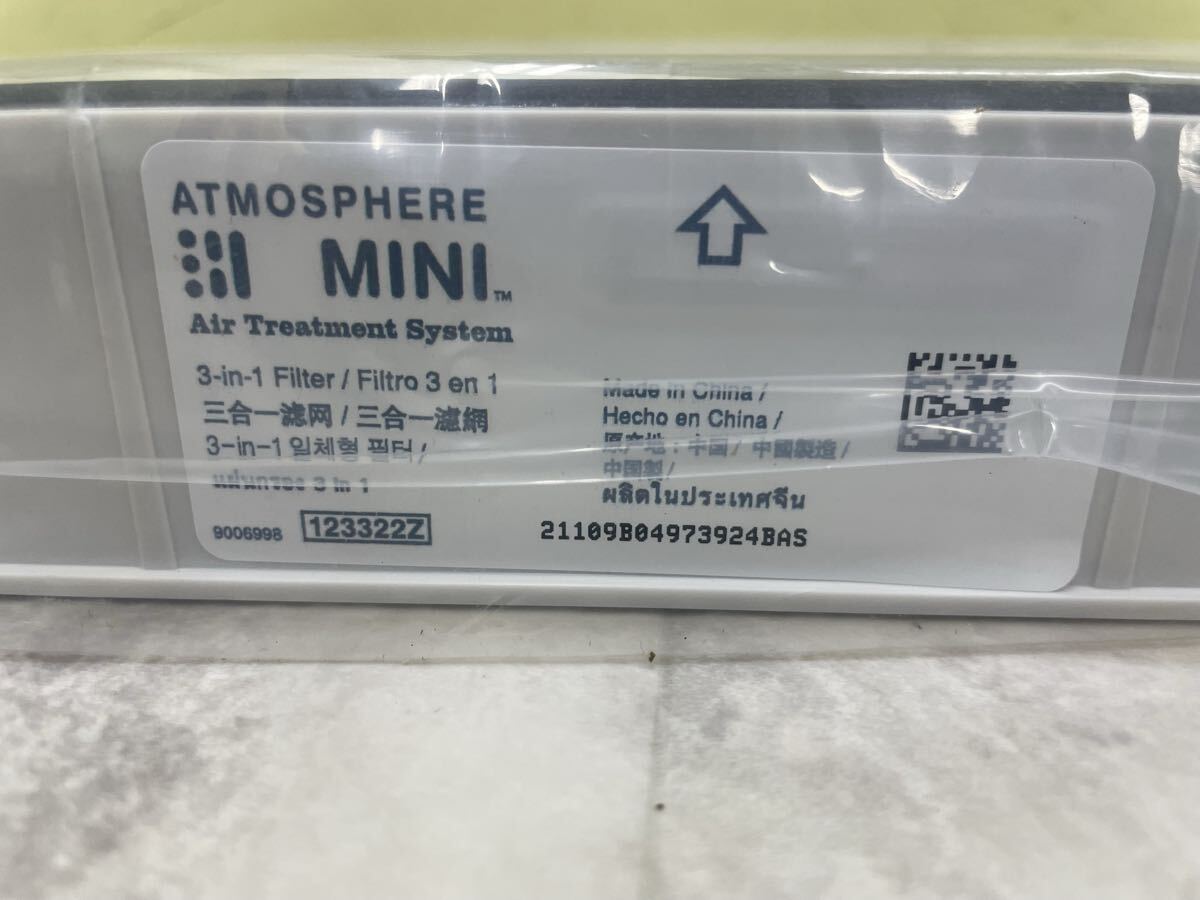 ATMOSPHERE
MINI™
Air Treatment System
3-in-1 Filter / Filtro 3 en 1
三合一滤网 / 三合一濾網
3-in-1 일체형 필터 /
แผ่นกรอง 3 in 1
9006998 123322Z
Made in China /
Hecho en China /
原产地：中国 / 中國製造 /
中国製 /
ผลิตในประเทศจีน
21109B04973924BAS